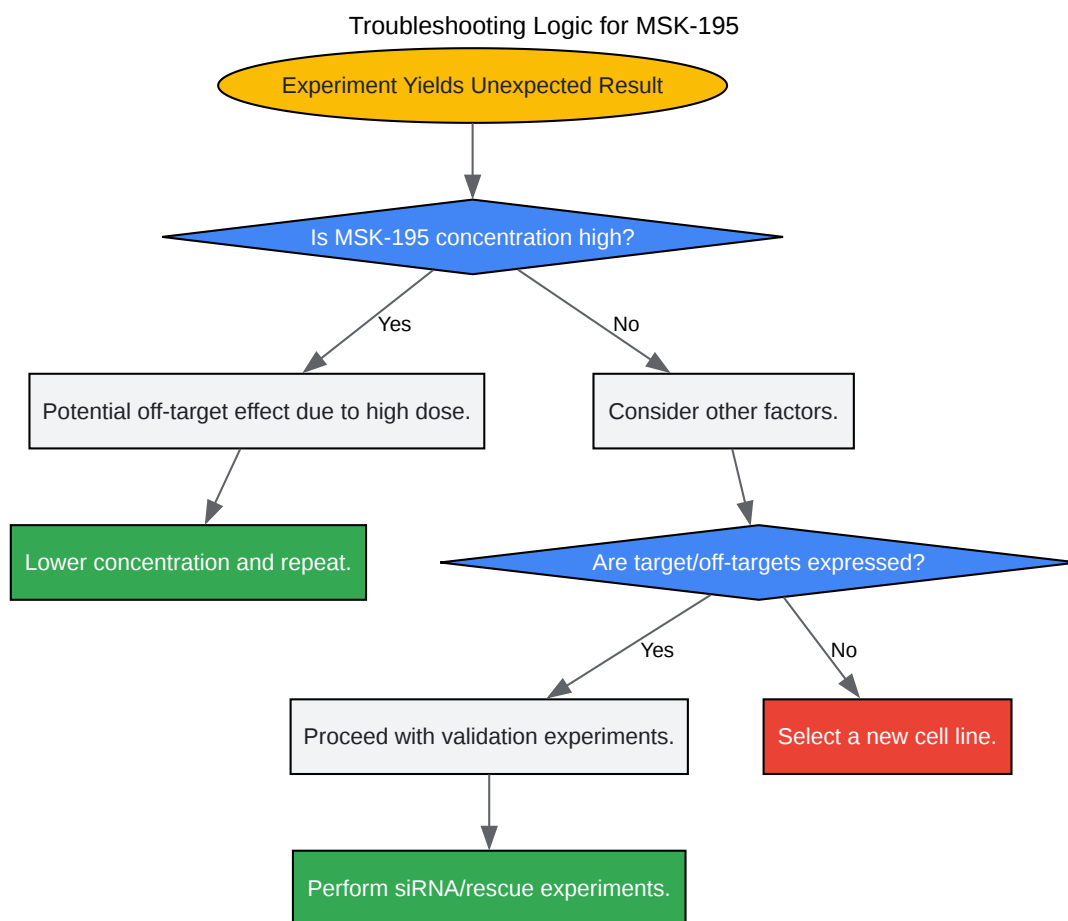 Troubleshooting Logic for MSK-195
Experiment Yields Unexpected Result
Is MSK-195 concentration high?
Yes
No
Potential off-target effect due to high dose.
Consider other factors.
Lower concentration and repeat.
Are target/off-targets expressed?
Yes
No
Proceed with validation experiments.
Select a new cell line.
Perform siRNA/rescue experiments.